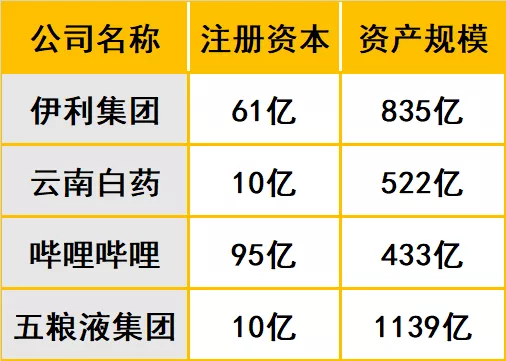 公司名称 注册资本 资产规模
伊利集团 61亿 835亿
云南白药 10亿 522亿
哔哩哔哩 95亿 433亿
五粮液集团 10亿 1139亿